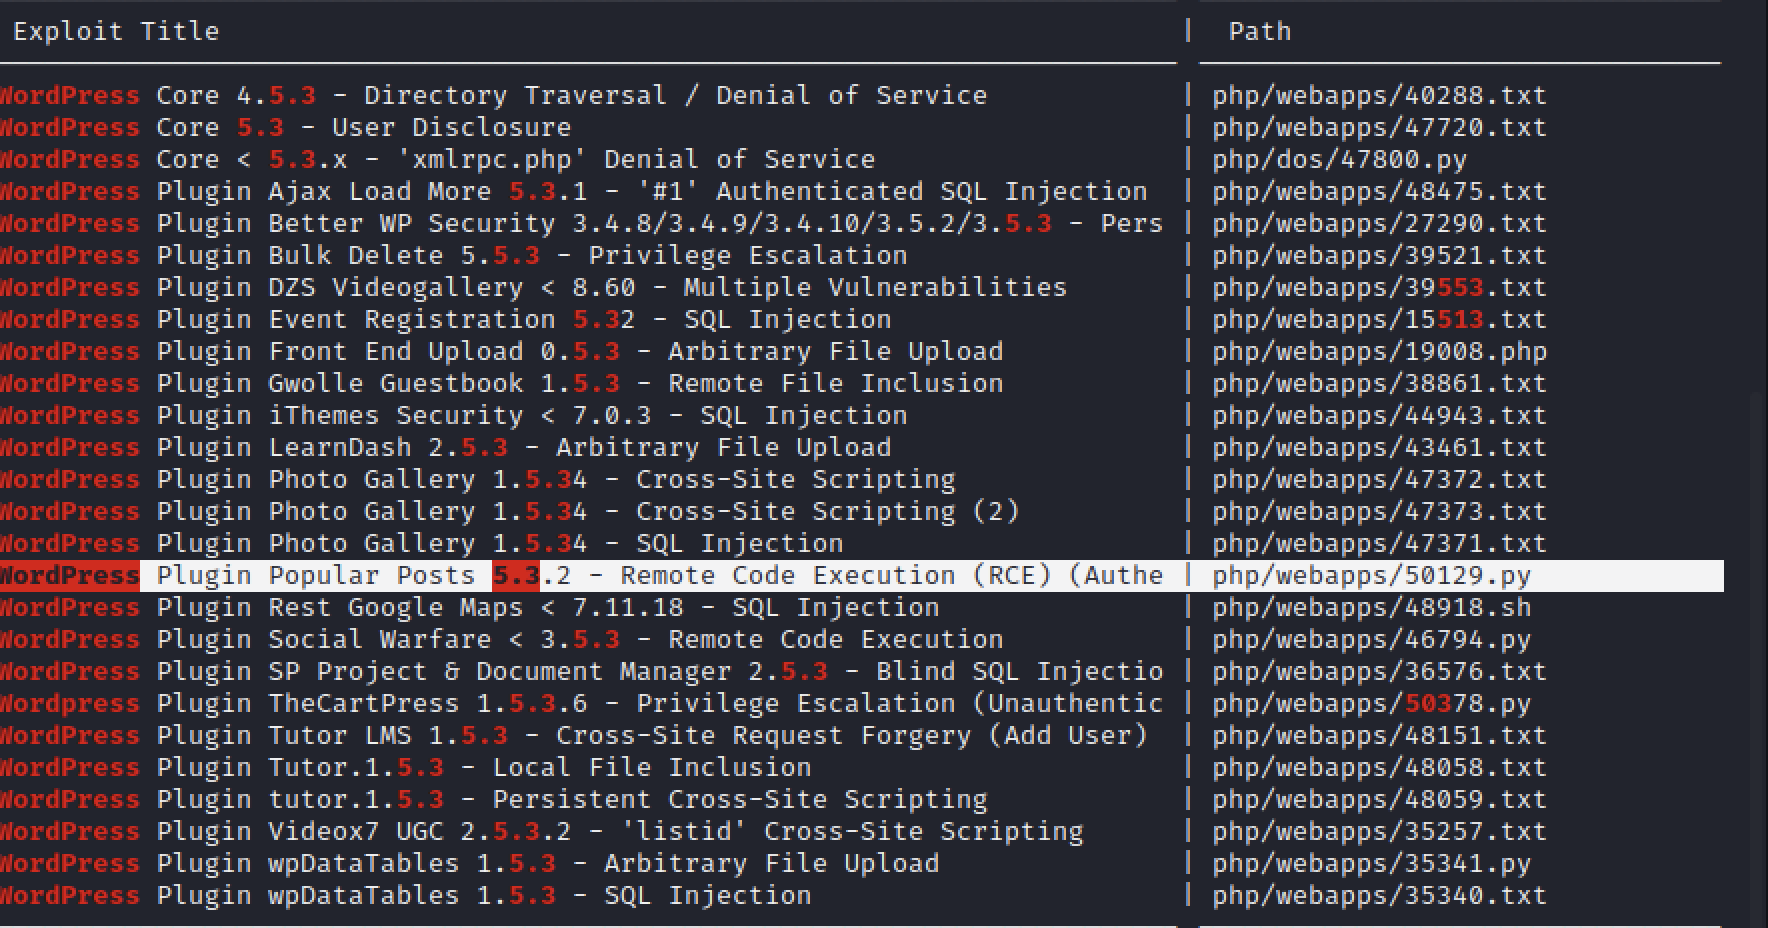 Exploit Title | Path
WordPress Core 4.5.3 - Directory Traversal / Denial of Service | php/webapps/40288.txt
WordPress Core 5.3 - User Disclosure | php/webapps/47720.txt
WordPress Core < 5.3.x - 'xmlrpc.php' Denial of Service | php/dos/47800.py
WordPress Plugin Ajax Load More 5.3.1 - '#1' Authenticated SQL Injection | php/webapps/48475.txt
WordPress Plugin Better WP Security 3.4.8/3.4.9/3.4.10/3.5.2/3.5.3 - Pers | php/webapps/27290.txt
WordPress Plugin Bulk Delete 5.5.3 - Privilege Escalation | php/webapps/39521.txt
WordPress Plugin DZS Videogallery < 8.60 - Multiple Vulnerabilities | php/webapps/39553.txt
WordPress Plugin Event Registration 5.32 - SQL Injection | php/webapps/15513.txt
WordPress Plugin Front End Upload 0.5.3 - Arbitrary File Upload | php/webapps/19008.php
WordPress Plugin Gwolle Guestbook 1.5.3 - Remote File Inclusion | php/webapps/38861.txt
WordPress Plugin iThemes Security < 7.0.3 - SQL Injection | php/webapps/44943.txt
WordPress Plugin LearnDash 2.5.3 - Arbitrary File Upload | php/webapps/43461.txt
WordPress Plugin Photo Gallery 1.5.34 - Cross-Site Scripting | php/webapps/47372.txt
WordPress Plugin Photo Gallery 1.5.34 - Cross-Site Scripting (2) | php/webapps/47373.txt
WordPress Plugin Photo Gallery 1.5.34 - SQL Injection | php/webapps/47371.txt
WordPress Plugin Popular Posts 5.3.2 - Remote Code Execution (RCE) (Authe | php/webapps/50129.py
WordPress Plugin Rest Google Maps < 7.11.18 - SQL Injection | php/webapps/48918.sh
WordPress Plugin Social Warfare < 3.5.3 - Remote Code Execution | php/webapps/46794.py
WordPress Plugin SP Project & Document Manager 2.5.3 - Blind SQL Injectio | php/webapps/36576.txt
Wordpress Plugin TheCartPress 1.5.3.6 - Privilege Escalation (Unauthentic | php/webapps/50378.py
WordPress Plugin Tutor LMS 1.5.3 - Cross-Site Request Forgery (Add User) | php/webapps/48151.txt
WordPress Plugin Tutor.1.5.3 - Local File Inclusion | php/webapps/48058.txt
WordPress Plugin tutor.1.5.3 - Persistent Cross-Site Scripting | php/webapps/48059.txt
WordPress Plugin Videox7 UGC 2.5.3.2 - 'listid' Cross-Site Scripting | php/webapps/35257.txt
WordPress Plugin wpDataTables 1.5.3 - Arbitrary File Upload | php/webapps/35341.py
WordPress Plugin wpDataTables 1.5.3 - SQL Injection | php/webapps/35340.txt